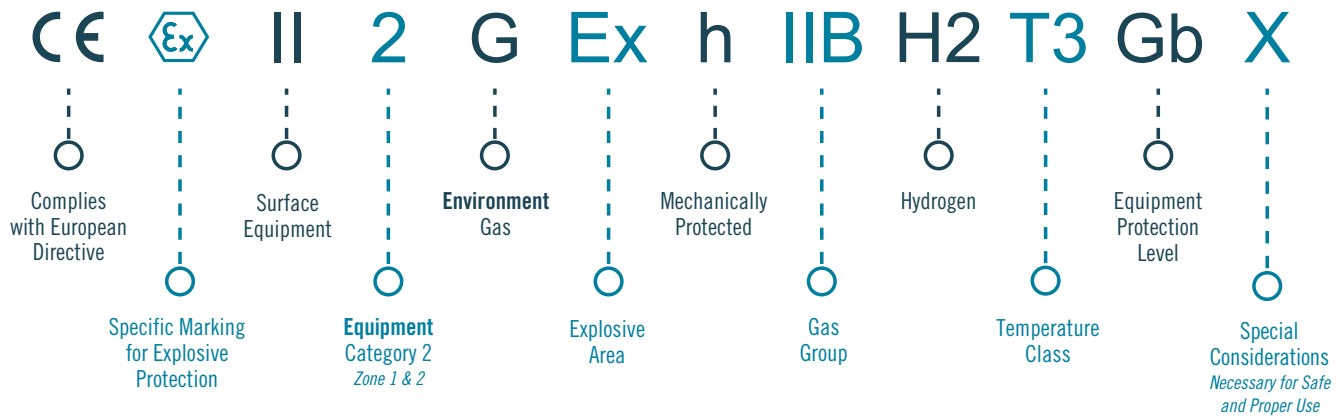 CE Ex II 2 G Ex h IIB H2 T3 Gb X
Complies
with European
Directive
Specific Marking
for Explosive
Protection
Surface
Equipment
Equipment
Category 2
Zone 1 & 2
Environment
Gas
Explosive
Area
Mechanically
Protected
Gas
Group
Hydrogen
Temperature
Class
Equipment
Protection
Level
Special
Considerations
Necessary for Safe
and Proper Use